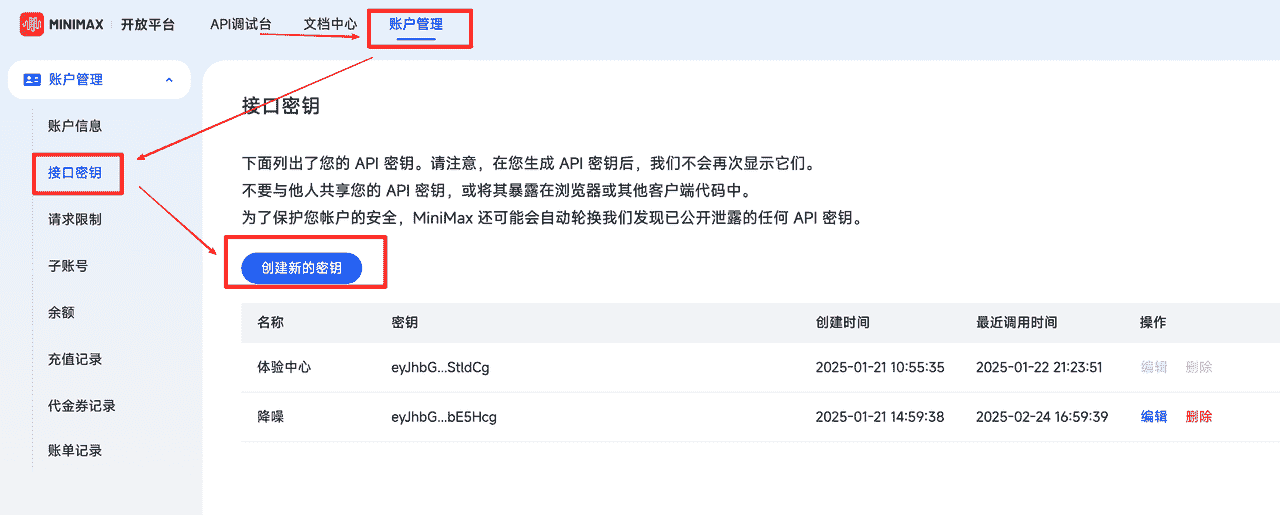 MINIMAX 开放平台 API调试台 文档中心 账户管理
账户管理
账户信息
接口密钥
请求限制
子账号
余额
充值记录
代金券记录
账单记录
接口密钥
下面列出了您的 API 密钥。请注意，在您生成 API 密钥后，我们不会再次显示它们。
不要与他人共享您的 API 密钥，或将其暴露在浏览器或其他客户端代码中。
为了保护您帐户的安全，MiniMax 还可能会自动轮换我们发现已公开泄露的任何 API 密钥。
创建新的密钥
名称 密钥 创建时间 最近调用时间 操作
体验中心 eyJhbG...StIdCg 2025-01-21 10:55:35 2025-01-22 21:23:51 编辑 删除
降噪 eyJhbG...bE5Hcg 2025-01-21 14:59:38 2025-02-24 16:59:39 编辑 删除